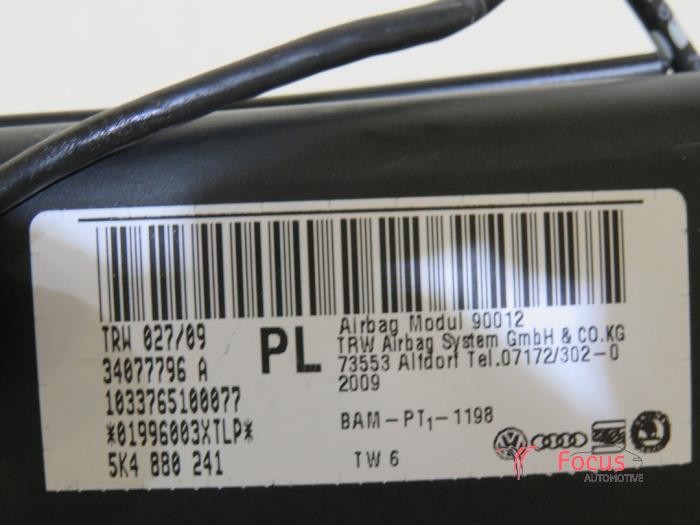 TRW 027/09
34077796 A
1033765100077
*01996003XTLP*
5K4 880 241
PL
Airbag Modul 90012
TRW Airbag System GmbH & CO.KG
73553 Alfdorf Tel.07172/302-0
2009
BAM-PT1-1198
TW 6
Focus
AUTOMOTIVE